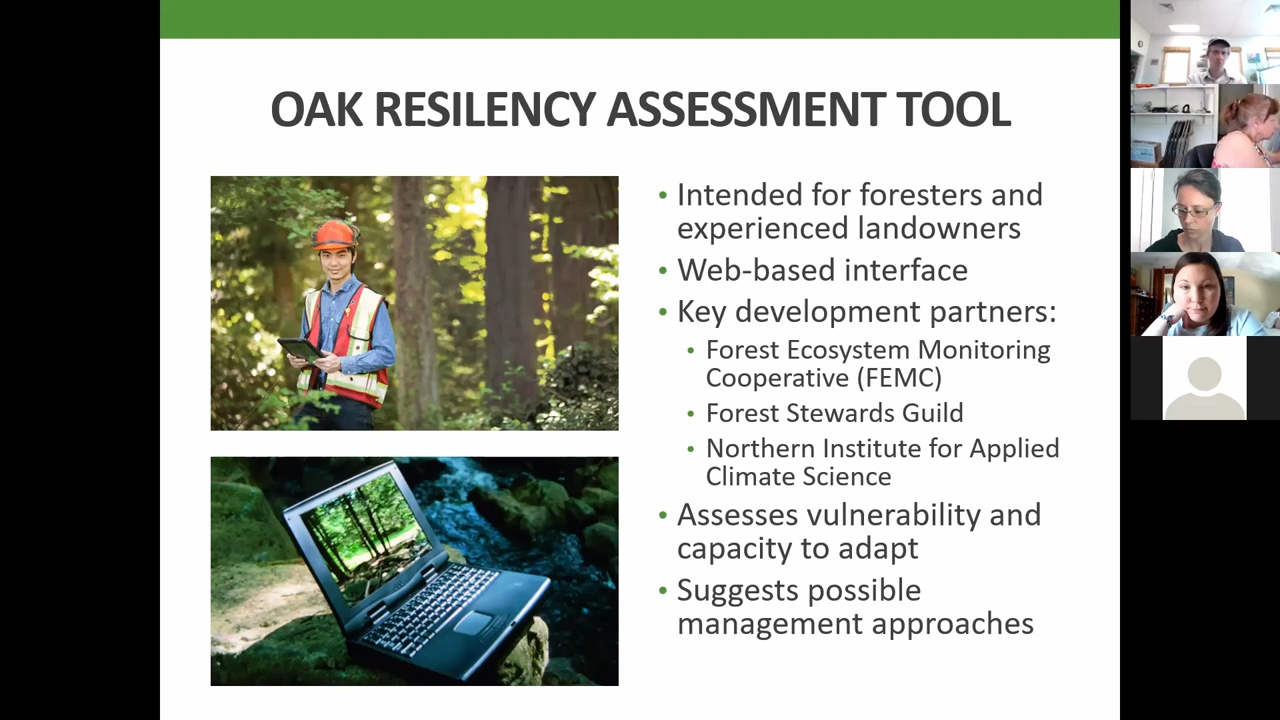 OAK RESILENCY ASSESSMENT TOOL
• Intended for foresters and
experienced landowners
• Web-based interface
• Key development partners:
• Forest Ecosystem Monitoring
Cooperative (FEMC)
• Forest Stewards Guild
• Northern Institute for Applied
Climate Science
• Assesses vulnerability and
capacity to adapt
• Suggests possible
management approaches